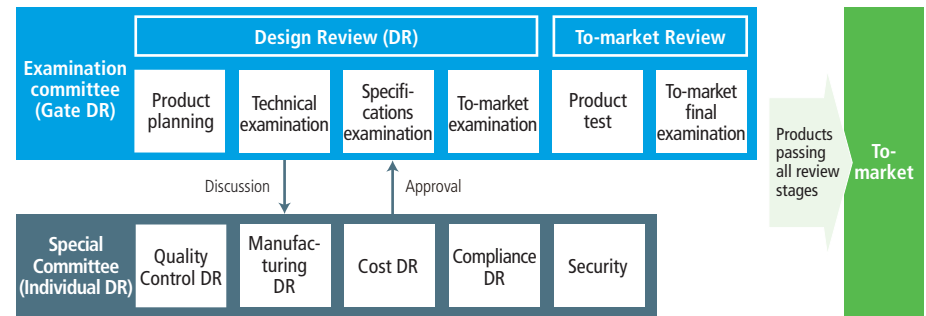 Design Review (DR)
To-market Review
Examination
committee
(Gate DR)
Product
planning
Technical
examination
Specifi-
cations
examination
To-market
examination
Product
test
To-market
final
examination
Products
passing
all review
stages
To-
market
Discussion
Approval
Special
Committee
(Individual DR)
Quality
Control DR
Manufac-
turing
DR
Cost DR
Compliance
DR
Security